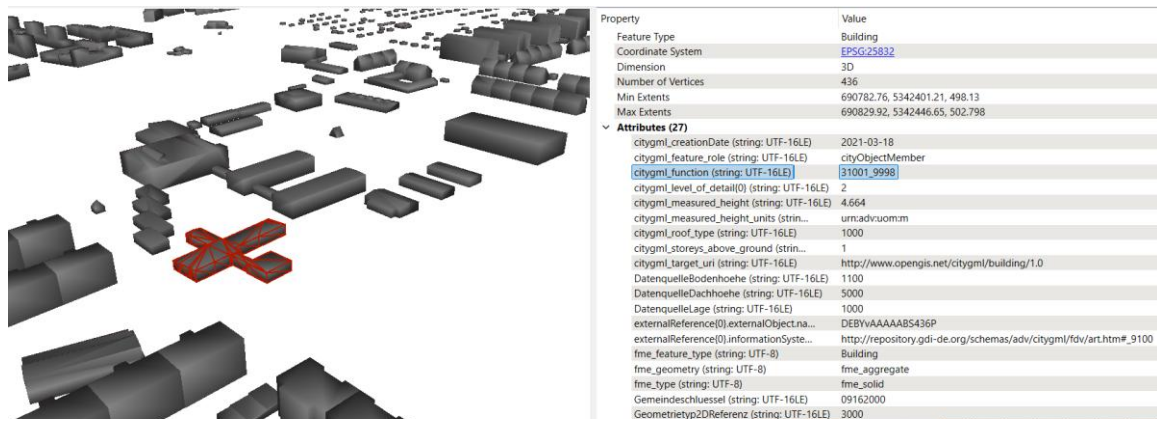 Property Value
Feature Type Building
Coordinate System EPSG:25832
Dimension 3D
Number of Vertices 436
Min Extents 690782.76, 5342401.21, 498.13
Max Extents 690829.92, 5342446.65, 502.798
Attributes (27)
citygml_creationDate (string: UTF-16LE) 2021-03-18
citygml_feature_role (string: UTF-16LE) cityObjectMember
citygml_function (string: UTF-16LE) 31001_9998
citygml_level_of_detail{0} (string: UTF-16LE) 2
citygml_measured_height (string: UTF-16LE) 4.664
citygml_measured_height_units (strin... urn:adv:uom:m
citygml_roof_type (string: UTF-16LE) 1000
citygml_storeys_above_ground (strin... 1
citygml_target_uri (string: UTF-16LE) http://www.opengis.net/citygml/building/1.0
DatenquelleBodenhoehe (string: UTF-16LE) 1100
DatenquelleDachhoehe (string: UTF-16LE) 5000
DatenquelleLage (string: UTF-16LE) 1000
externalReference{0}.externalObject.na... DEBYvAAAAABS436P
externalReference{0}.informationSyste... http://repository.gdi-de.org/schemas/adv/citygml/fdv/art.htm#_9100
fme_feature_type (string: UTF-8) Building
fme_geometry (string: UTF-8) fme_aggregate
fme_type (string: UTF-8) fme_solid
Gemeindeschluessel (string: UTF-16LE) 09162000
Geometrietyp2DReferenz (string: UTF-16LE) 3000